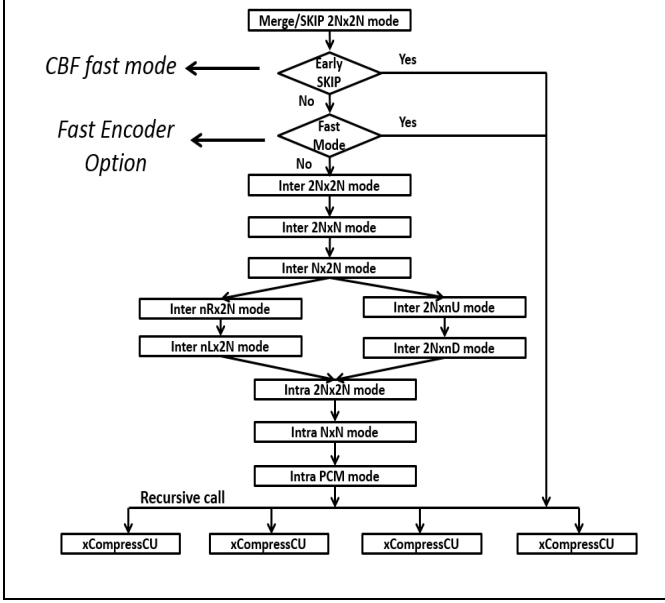 Merge/SKIP 2Nx2N mode
CBF fast mode
Early
SKIP
Yes
No
Fast Encoder
Option
Fast
Mode
Yes
No
Inter 2Nx2N mode
Inter 2NxN mode
Inter Nx2N mode
Inter nRx2N mode
Inter 2NxnU mode
Inter nLx2N mode
Inter 2NxnD mode
Intra 2Nx2N mode
Intra NxN mode
Intra PCM mode
Recursive call
xCompressCU
xCompressCU
xCompressCU
xCompressCU